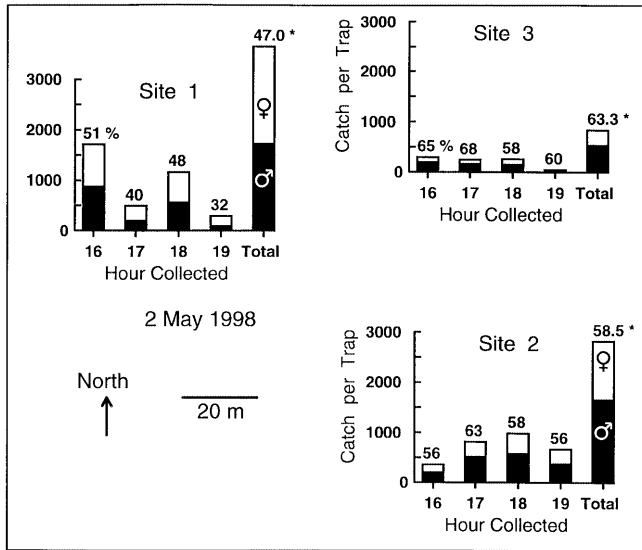 Site 1
47.0 *
3000
2000
1000
0
51 %
40
48
32
♀
♂
16 17 18 19 Total
Hour Collected
Site 3
Catch per Trap
3000
2000
1000
0
65 %
68
58
60
63.3 *
16 17 18 19 Total
Hour Collected
2 May 1998
North
20 m
Site 2
Catch per Trap
3000
2000
1000
0
56
63
58
56
58.5 *
♀
♂
16 17 18 19 Total
Hour Collected